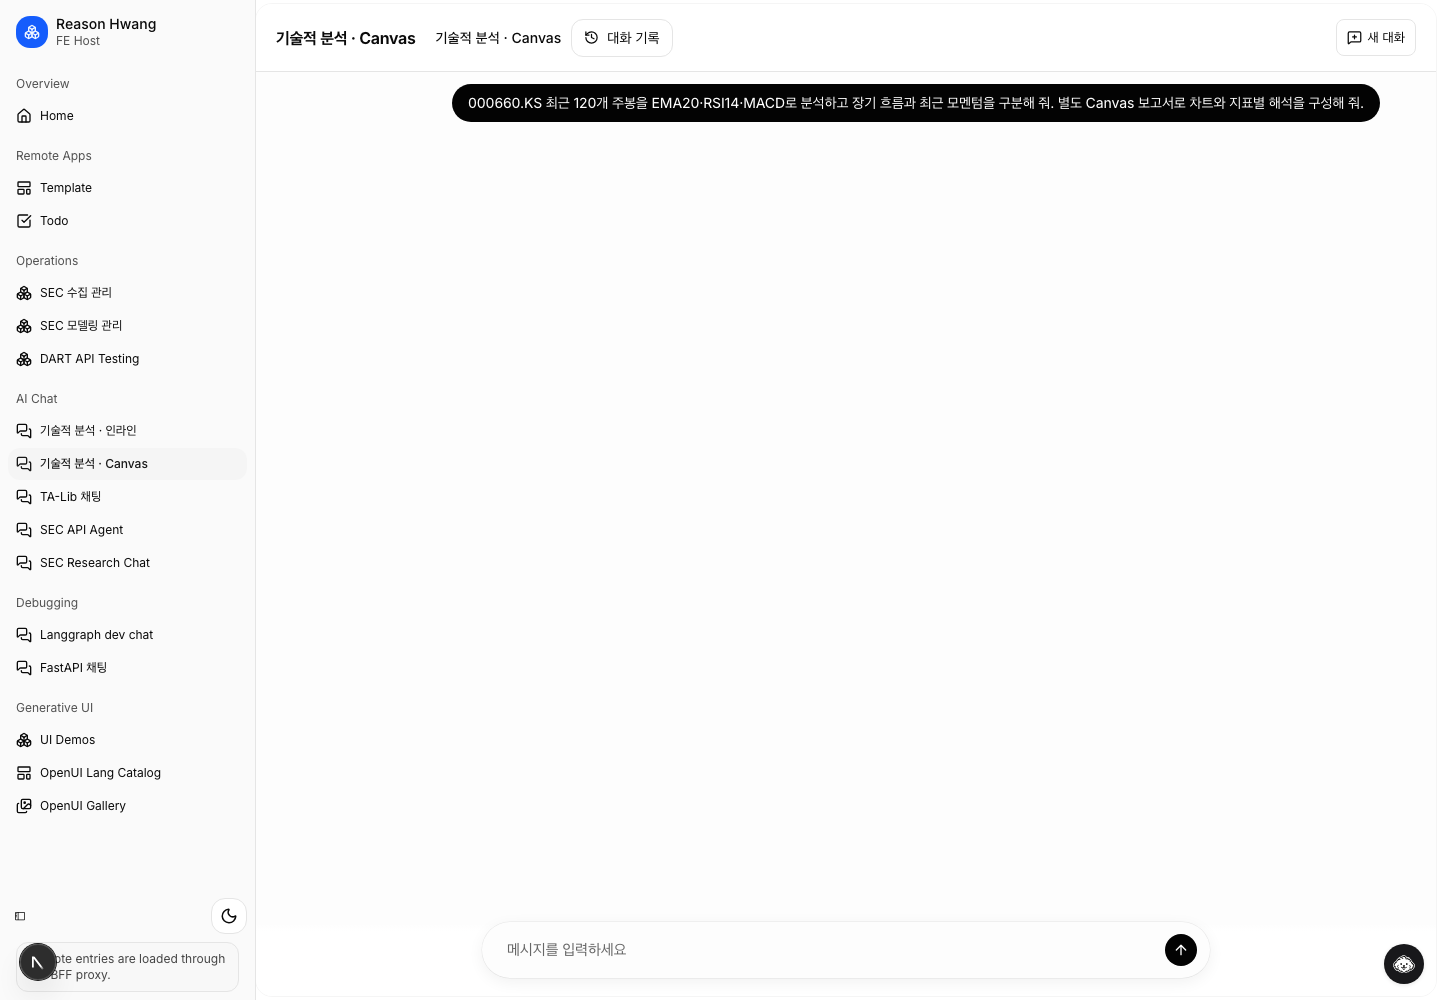 Reason Hwang
FE Host
Overview
Home
Remote Apps
Template
Todo
Operations
SEC 수집 관리
SEC 모델링 관리
DART API Testing
AI Chat
기술적 분석 · 인라인
기술적 분석 · Canvas
TA-Lib 채팅
SEC API Agent
SEC Research Chat
Debugging
Langgraph dev chat
FastAPI 채팅
Generative UI
UI Demos
OpenUI Lang Catalog
OpenUI Gallery
entries are loaded through
BFF proxy.
기술적 분석 · Canvas
기술적 분석 · Canvas
대화 기록
새 대화
000660.KS 최근 120개 주봉을 EMA20·RSI14·MACD로 분석하고 장기 흐름과 최근 모멘텀을 구분해 줘. 별도 Canvas 보고서로 차트와 지표별 해석을 구성해 줘.
메시지를 입력하세요